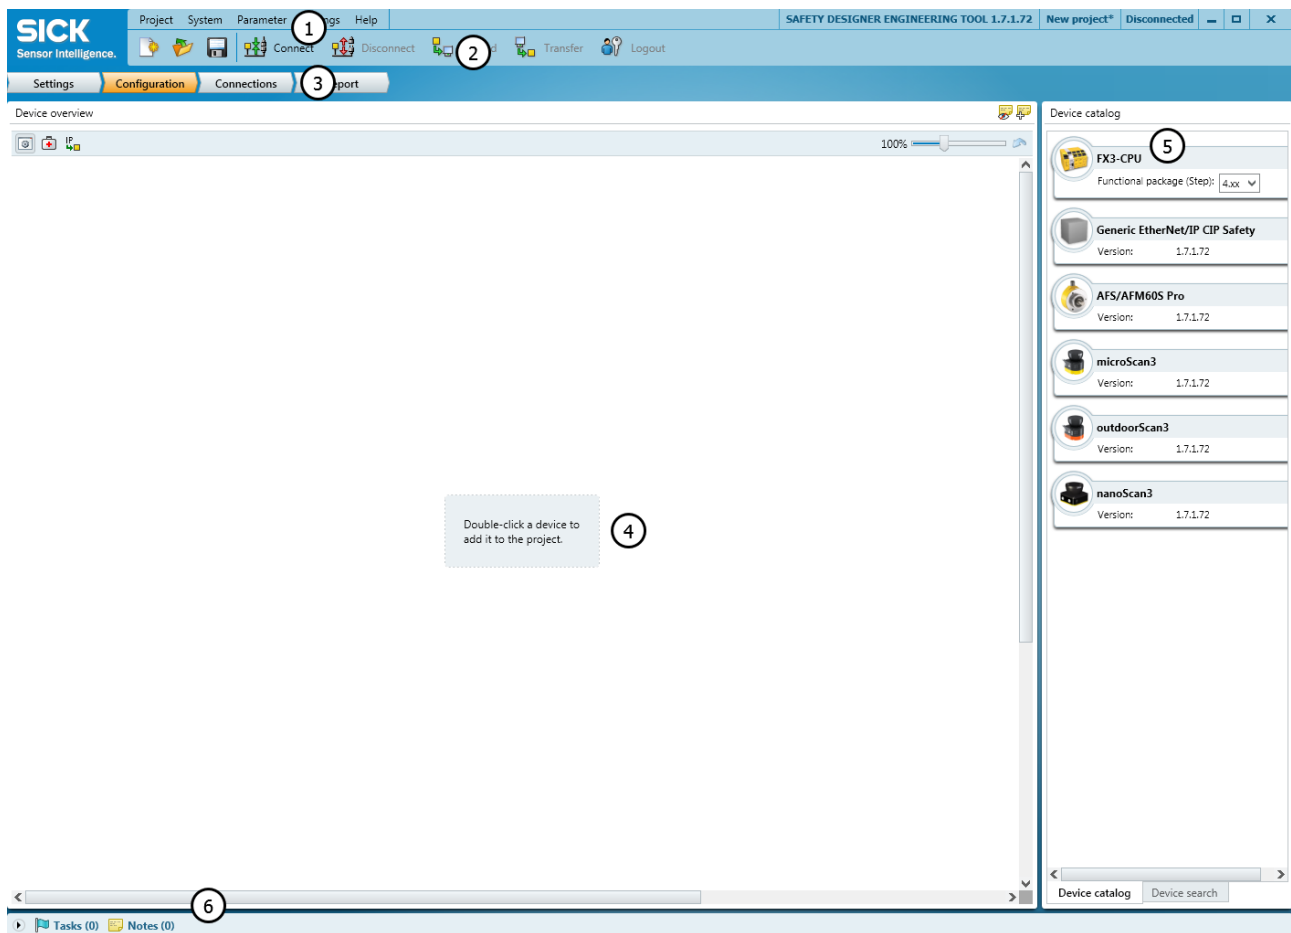 SICK
Sensor Intelligence.
Project System Parameter Help
SAFETY DESIGNER ENGINEERING TOOL 1.7.1.72 New project* Disconnected
1
Connect Disconnect 2 Transfer Logout
Settings Configuration Connections 3
Device overview
Device catalog
IP
100%
5
FX3-CPU
Functional package (Step): 4.xx
Generic EtherNet/IP CIP Safety
Version: 1.7.1.72
AFS/AFM60S Pro
Version: 1.7.1.72
microScan3
Version: 1.7.1.72
outdoorScan3
Version: 1.7.1.72
nanoScan3
Version: 1.7.1.72
Double-click a device to
add it to the project.
4
Device catalog Device search
6
Tasks (0) Notes (0)